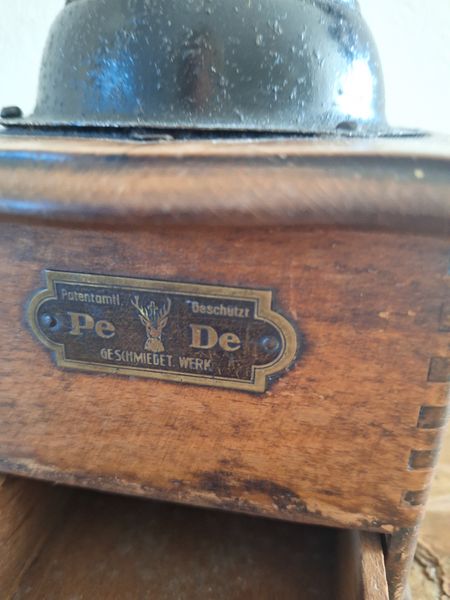 Patentamtl. Geschützt
Pe De
GESCHMIEDET. WERK